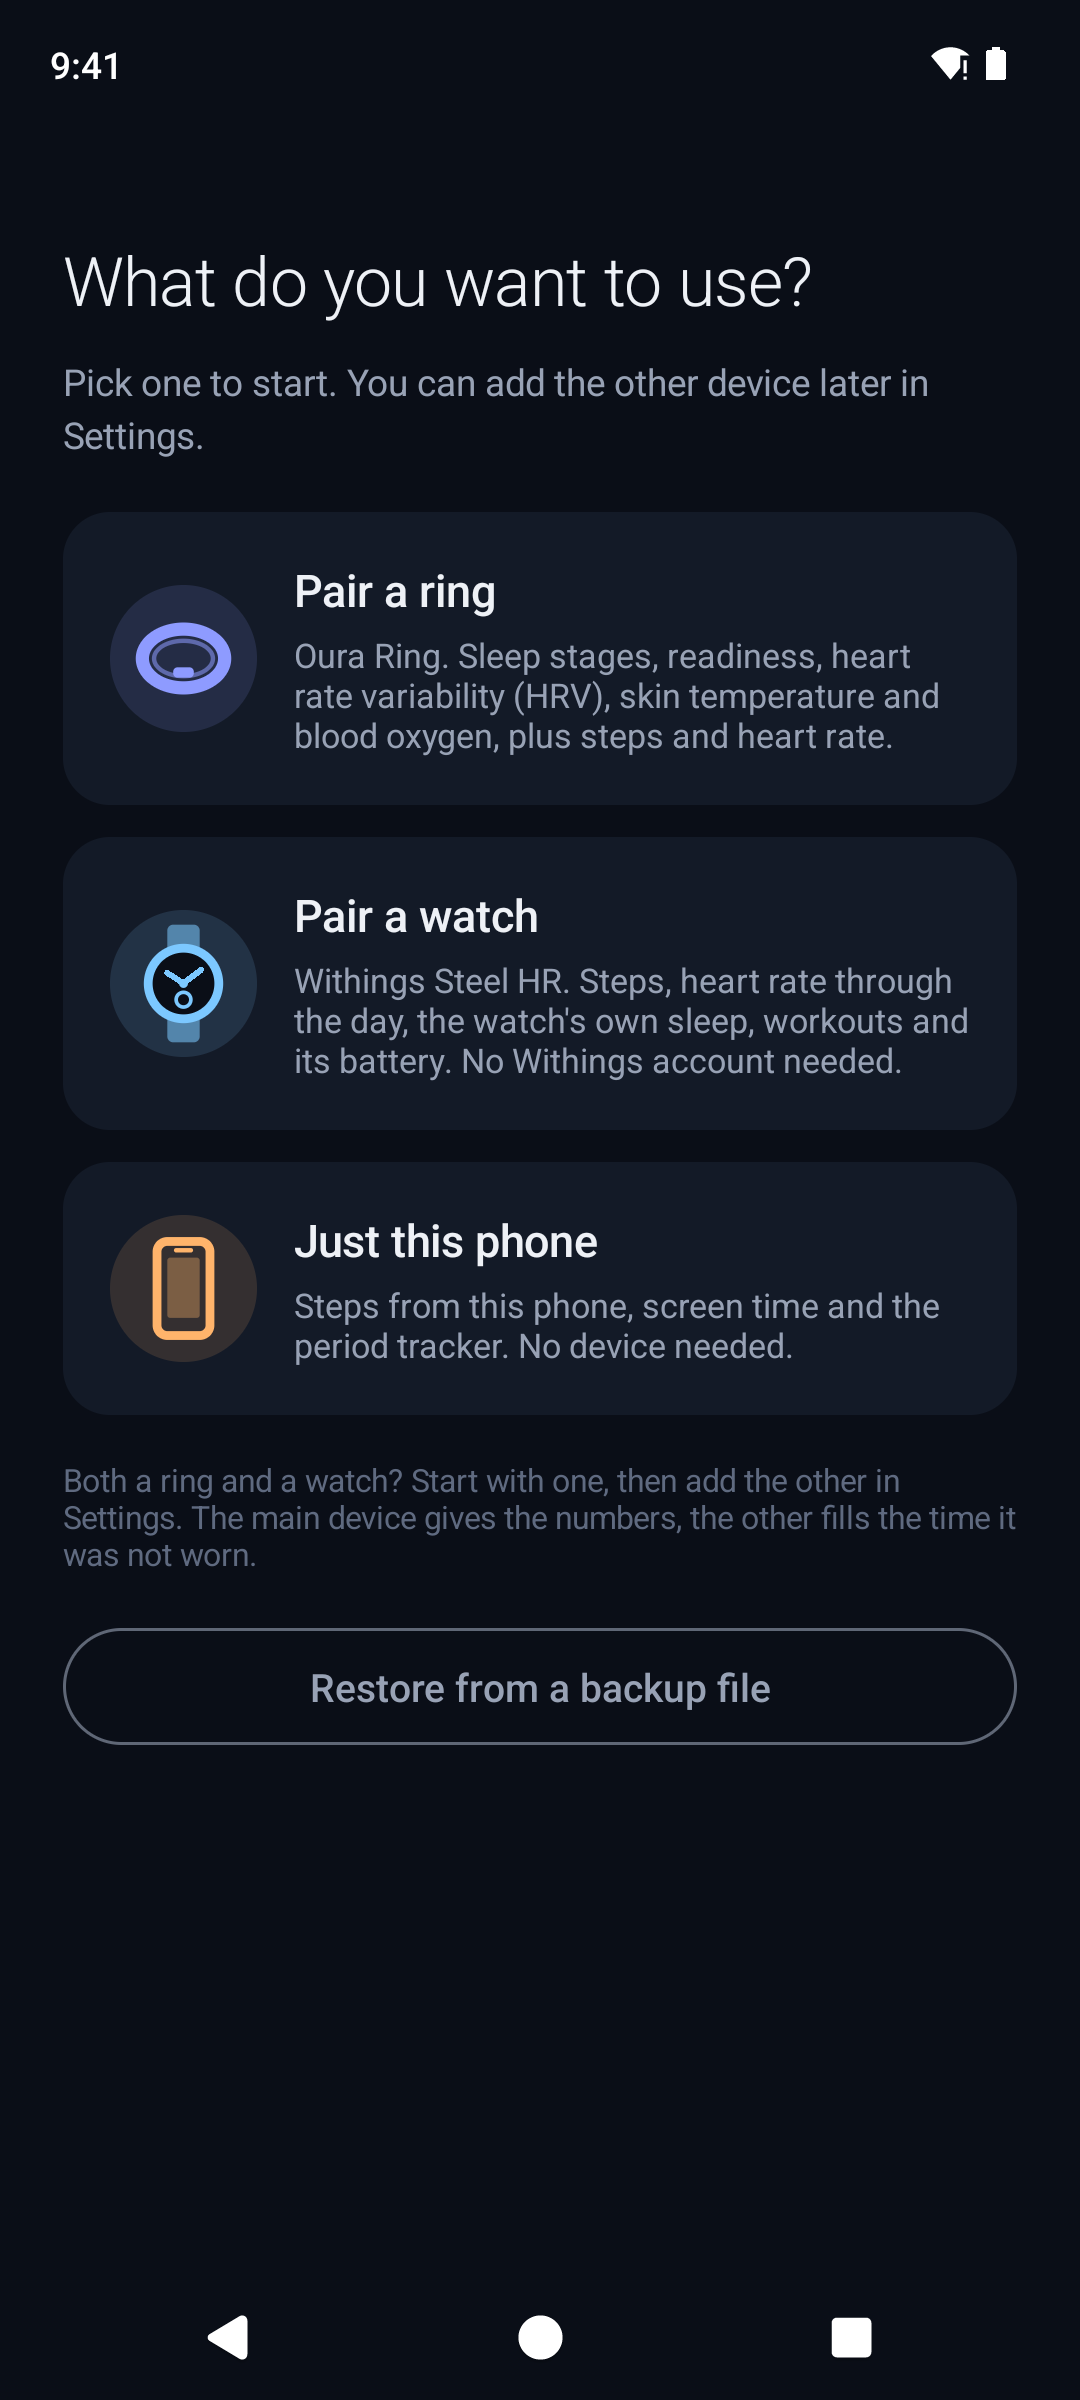 9:41
What do you want to use?
Pick one to start. You can add the other device later in
Settings.
Pair a ring
Oura Ring. Sleep stages, readiness, heart
rate variability (HRV), skin temperature and
blood oxygen, plus steps and heart rate.
Pair a watch
Withings Steel HR. Steps, heart rate through
the day, the watch's own sleep, workouts and
its battery. No Withings account needed.
Just this phone
Steps from this phone, screen time and the
period tracker. No device needed.
Both a ring and a watch? Start with one, then add the other in
Settings. The main device gives the numbers, the other fills the time it
was not worn.
Restore from a backup file